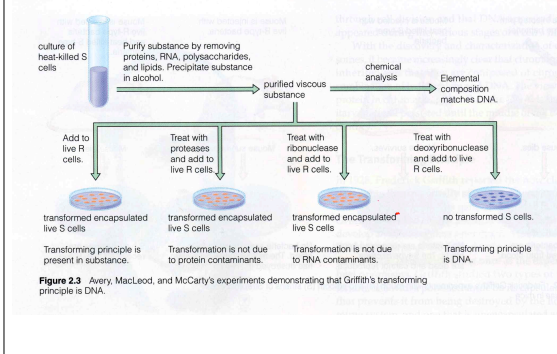 culture of
heat-killed S
cells
Purify substance by removing
proteins, RNA, polysaccharides,
and lipids. Precipitate substance
in alcohol.
purified viscous
substance
chemical
analysis
Elemental
composition
matches DNA.
Add to
live R
cells.
Treat with
proteases
and add to
live R cells.
Treat with
ribonuclease
and add to
live R cells.
Treat with
deoxyribonuclease
and add to live
R cells.
transformed encapsulated
live S cells
transformed encapsulated
live S cells
transformed encapsulated
live S cells
no transformed S cells.
Transforming principle is
present in substance.
Transformation is not due
to protein contaminants.
Transformation is not due
to RNA contaminants.
Transforming principle
is DNA.
Figure 2.3 Avery, MacLeod, and McCarty's experiments demonstrating that Griffith's transforming
principle is DNA.